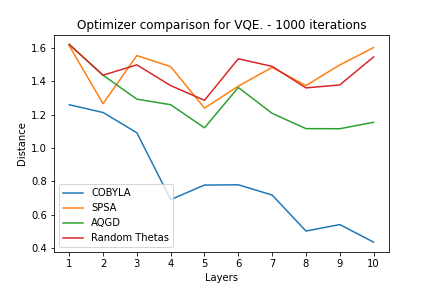 Optimizer comparison for VQE. - 1000 iterations
1.6
1.4
1.2
1.0
0.8
0.6
0.4
Distance
COBYLA
SPSA
AQGD
Random Thetas
1 2 3 4 5 6 7 8 9 10
Layers